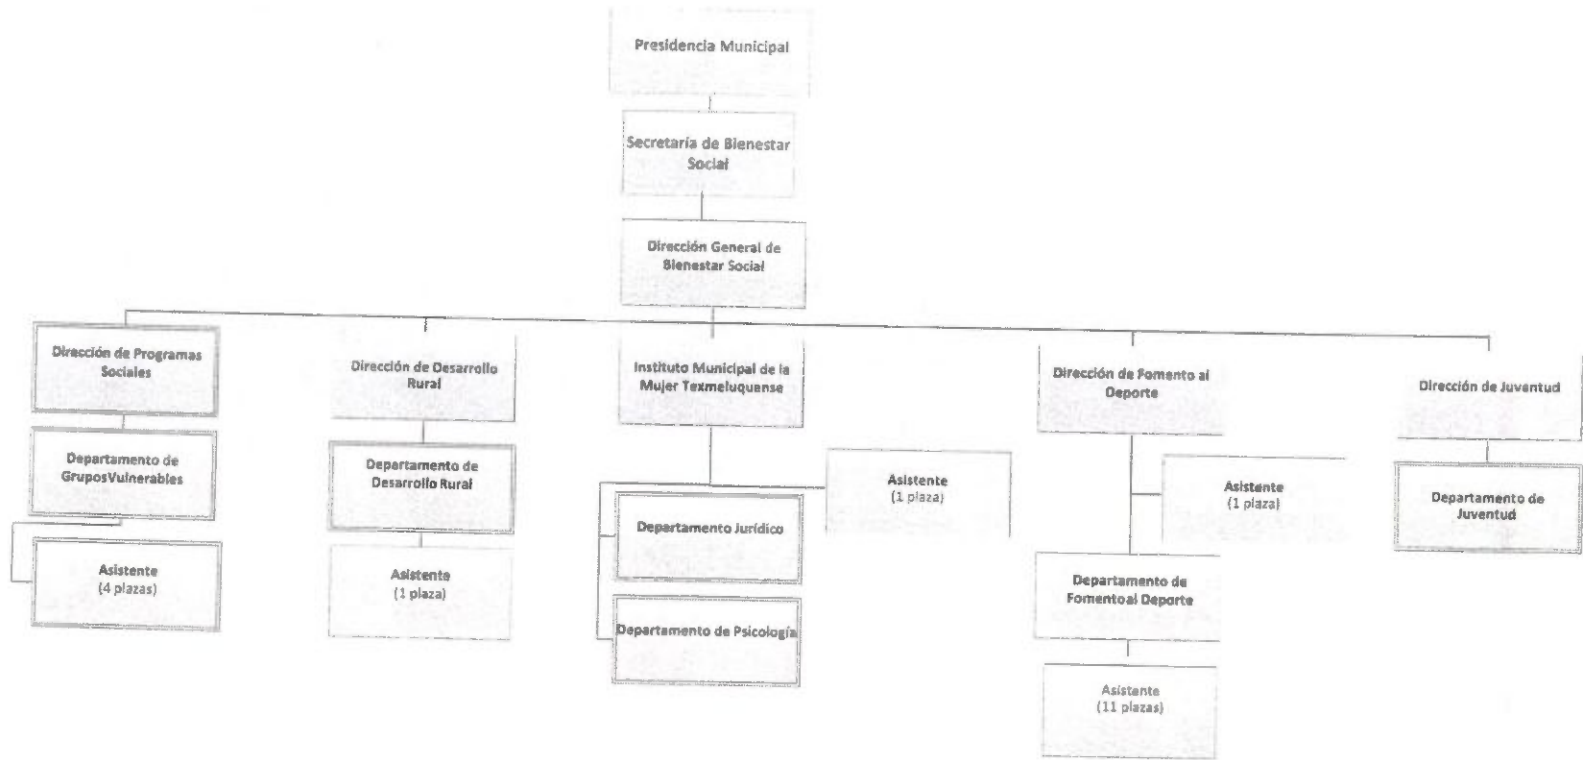 Presidencia Municipal
Secretaría de Bienestar
Social
Dirección General de
Bienestar Social
Dirección de Programas
Sociales
Departamento de
GruposVulnerables
Asistente
(4 plazas)
Dirección de Desarrollo
Rural
Departamento de
Desarrollo Rural
Asistente
(1 plaza)
Instituto Municipal de la
Mujer Texmeluquense
Asistente
(1 plaza)
Departamento Jurídico
Departamento de Psicología
Dirección de Fomento al
Deporte
Asistente
(1 plaza)
Departamento de
Fomentoal Deporte
Asistente
(11 plazas)
Dirección de Juventud
Departamento de
Juventud